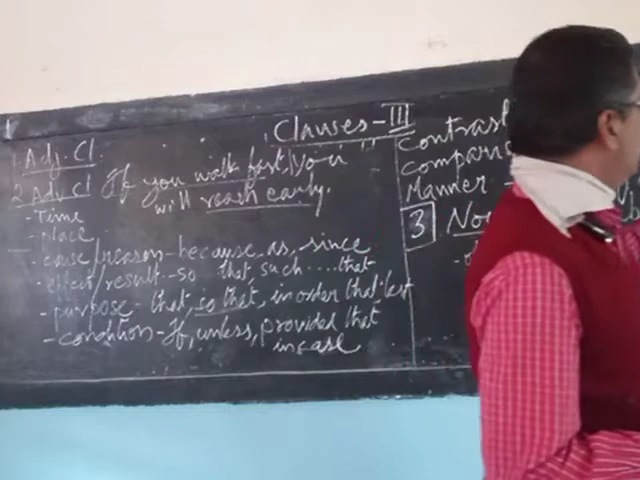 Clauses-III
1. Adj. Cl.
2 Adv Cl If you walk fast, you
will reach early.
- Time
- place
- cause/reason - because, as, since
- effect/result - so that, such ....that
- purpose - that, so that, in order that, lest
- condition - If, unless, provided that
in case
Contrast
Manner -
3